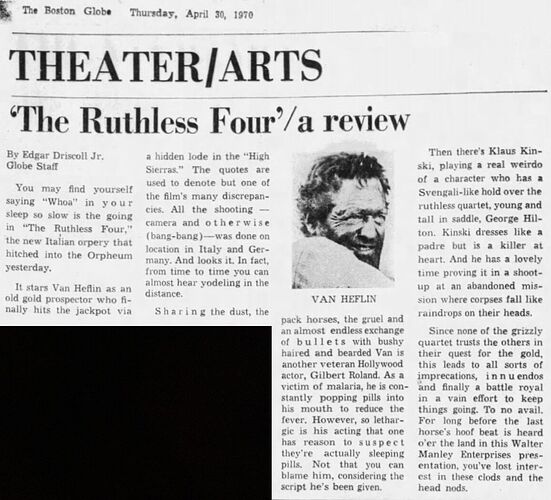 The Boston Globe Thursday, April 30, 1970
THEATER/ARTS
'The Ruthless Four'/a review
By Edgar Driscoll Jr.
Globe Staff
You may find yourself
saying "Whoa" in your
sleep so slow is the going
in "The Ruthless Four,"
the new Italian orpery that
hitched into the Orpheum
yesterday.
It stars Van Heflin as an
old gold prospector who fi-
nally hits the jackpot via
a hidden lode in the "High
Sierras." The quotes are
used to denote but one of
the film's many discrepan-
cies. All the shooting —
camera and otherwise
(bang-bang)—was done on
location in Italy and Ger-
many. And looks it. In fact,
from time to time you can
almost hear yodeling in the
distance.
Sharing the dust, the
VAN HEFLIN
pack horses, the gruel and
an almost endless exchange
of bullets with bushy
haired and bearded Van is
another veteran Hollywood
actor, Gilbert Roland. As a
victim of malaria, he is con-
stantly popping pills into
his mouth to reduce the
fever. However, so lethar-
gic is his acting that one
has reason to suspect
they're actually sleeping
pills. Not that you can
blame him, considering the
script he's been given.
Then there's Klaus Kin-
ski, playing a real weirdo
of a character who has a
Svengali-like hold over the
ruthless quartet, young and
tall in saddle, George Hil-
ton. Kinski dresses like a
padre but is a killer at
heart. And he has a lovely
time proving it in a shoot-
up at an abandoned mis-
sion where corpses fall like
raindrops on their heads.
Since none of the grizzly
quartet trusts the others in
their quest for the gold,
this leads to all sorts of
imprecations, innuendos
and finally a battle royal
in a vain effort to keep
things going. To no avail.
For long before the last
horse's hoof beat is heard
o'er the land in this Walter
Manley Enterprises pres-
entation, you've lost inter-
est in these clods and the
head nods.